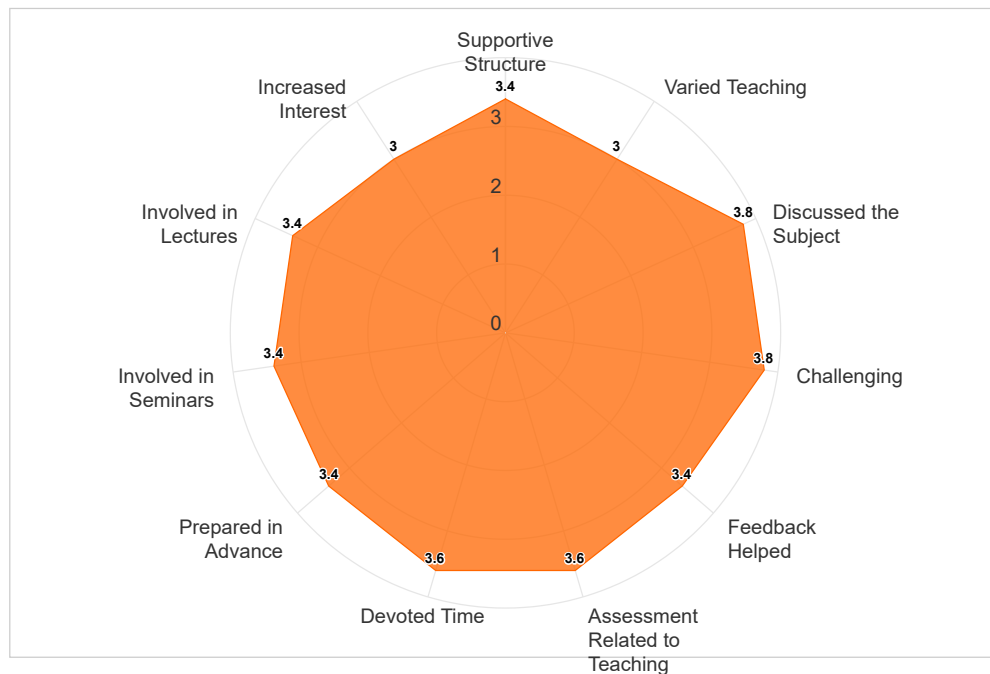 Supportive
Structure
3.4
Increased
Interest
Varied Teaching
3
2
1
0
3
3
Involved in
Lectures
3.4
3.8
Discussed the
Subject
Involved in
Seminars
3.4
3.8
Challenging
Prepared in
Advance
3.4
3.4
Feedback
Helped
Devoted Time
3.6
3.6
Assessment
Related to
Teaching